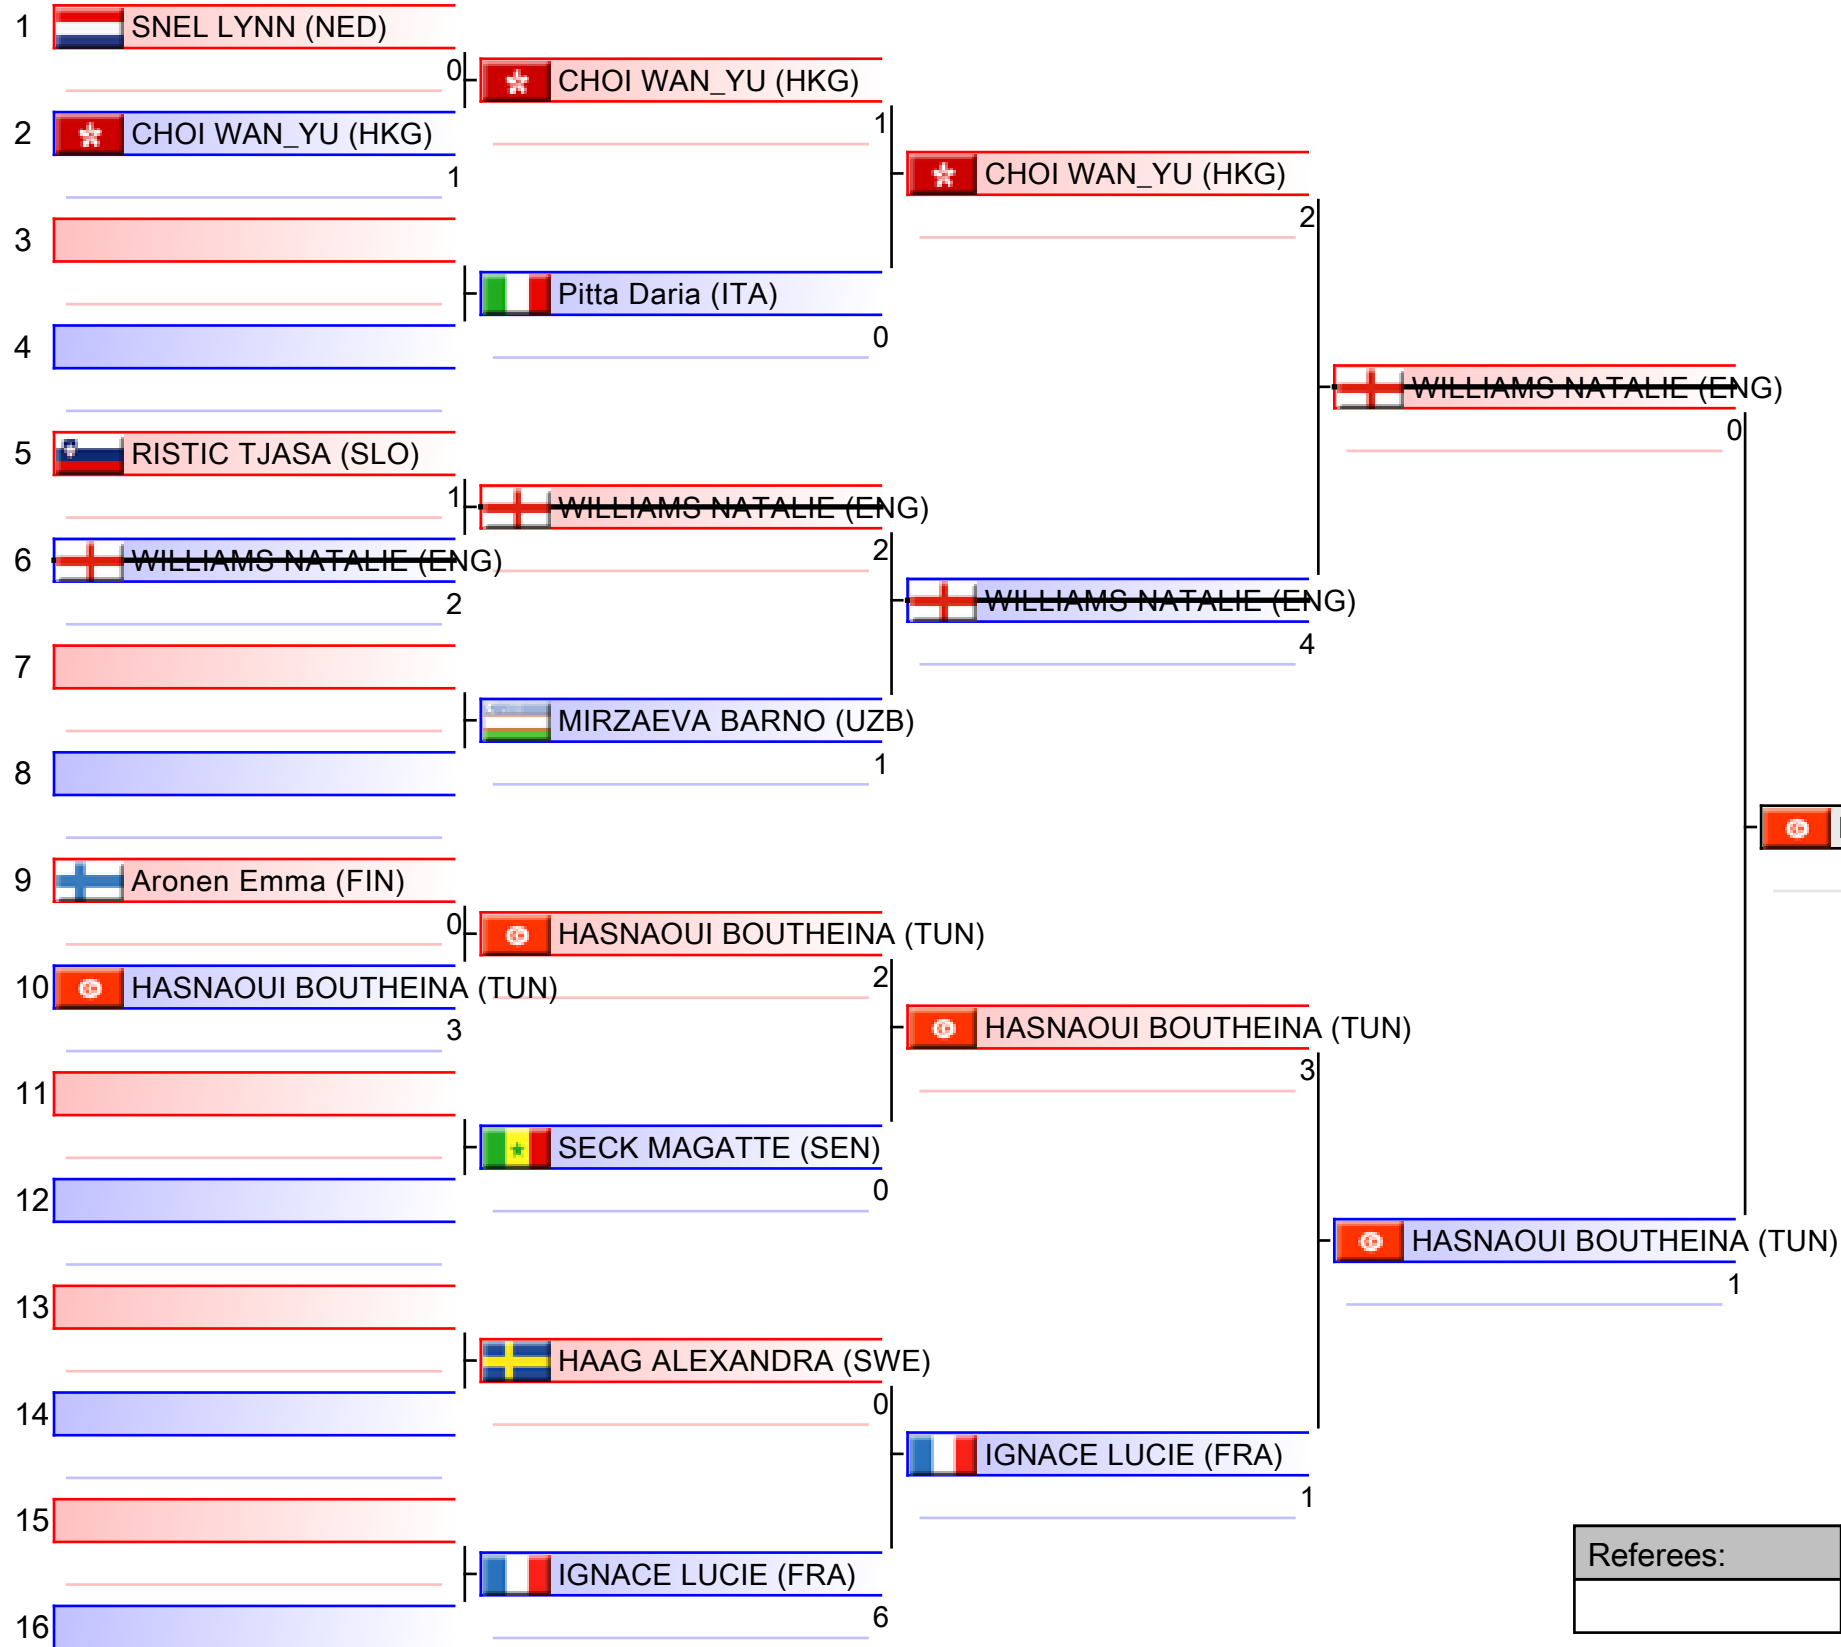 1 SNEL LYNN (NED)
0
2 CHOI WAN_YU (HKG)
1
3
4
5 RISTIC TJASA (SLO)
1
6 WILLIAMS NATALIE (ENG)
2
7
8
9 Aronen Emma (FIN)
0
10 HASNAOUI BOUTHEINA (TUN)
3
11
12
13
14
15
16
CHOI WAN_YU (HKG)
1
Pitta Daria (ITA)
0
WILLIAMS NATALIE (ENG)
2
MIRZAEVA BARNO (UZB)
1
HASNAOUI BOUTHEINA (TUN)
2
SECK MAGATTE (SEN)
0
HAAG ALEXANDRA (SWE)
0
IGNACE LUCIE (FRA)
6
CHOI WAN_YU (HKG)
2
WILLIAMS NATALIE (ENG)
4
HASNAOUI BOUTHEINA (TUN)
3
IGNACE LUCIE (FRA)
1
WILLIAMS NATALIE (ENG)
0
HASNAOUI BOUTHEINA (TUN)
1
Referees: